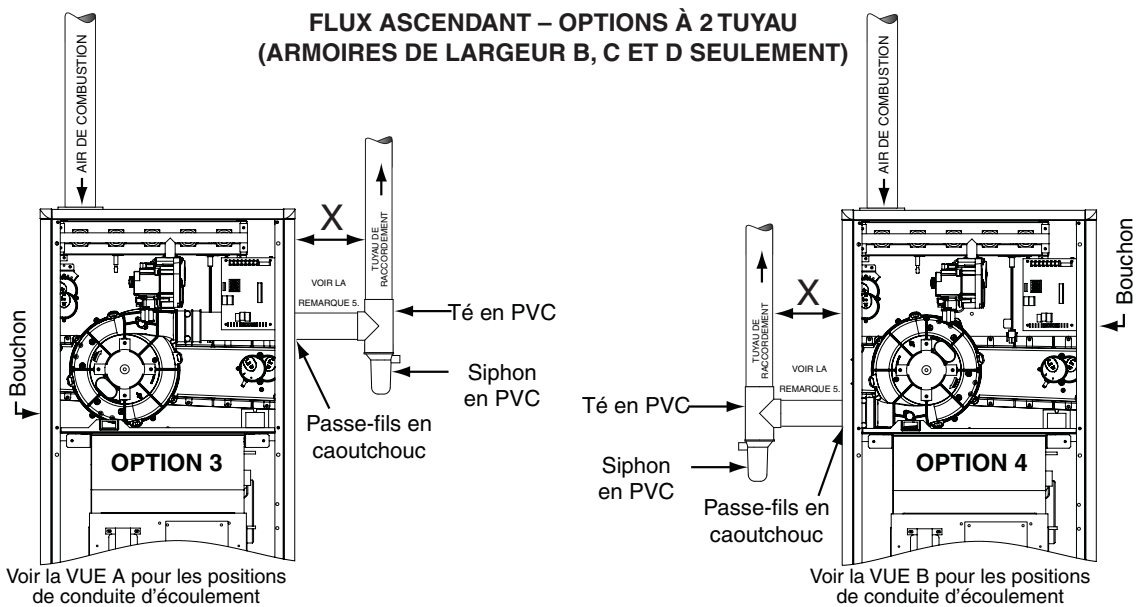 FLUX ASCENDANT – OPTIONS À 2 TUYAU
(ARMOIRES DE LARGEUR B, C ET D SEULEMENT)
AIR DE COMBUSTION
X
TUYAU DE
RACCORDEMENT
VOIR LA
REMARQUE 5.
Té en PVC
Siphon
en PVC
Passe-fils en
caoutchouc
Bouchon
OPTION 3
Voir la VUE A pour les positions
de conduite d'écoulement
AIR DE COMBUSTION
X
TUYAU DE
RACCORDEMENT
VOIR LA
REMARQUE 5.
Té en PVC
Siphon
en PVC
Passe-fils en
caoutchouc
Bouchon
OPTION 4
Voir la VUE B pour les positions
de conduite d'écoulement